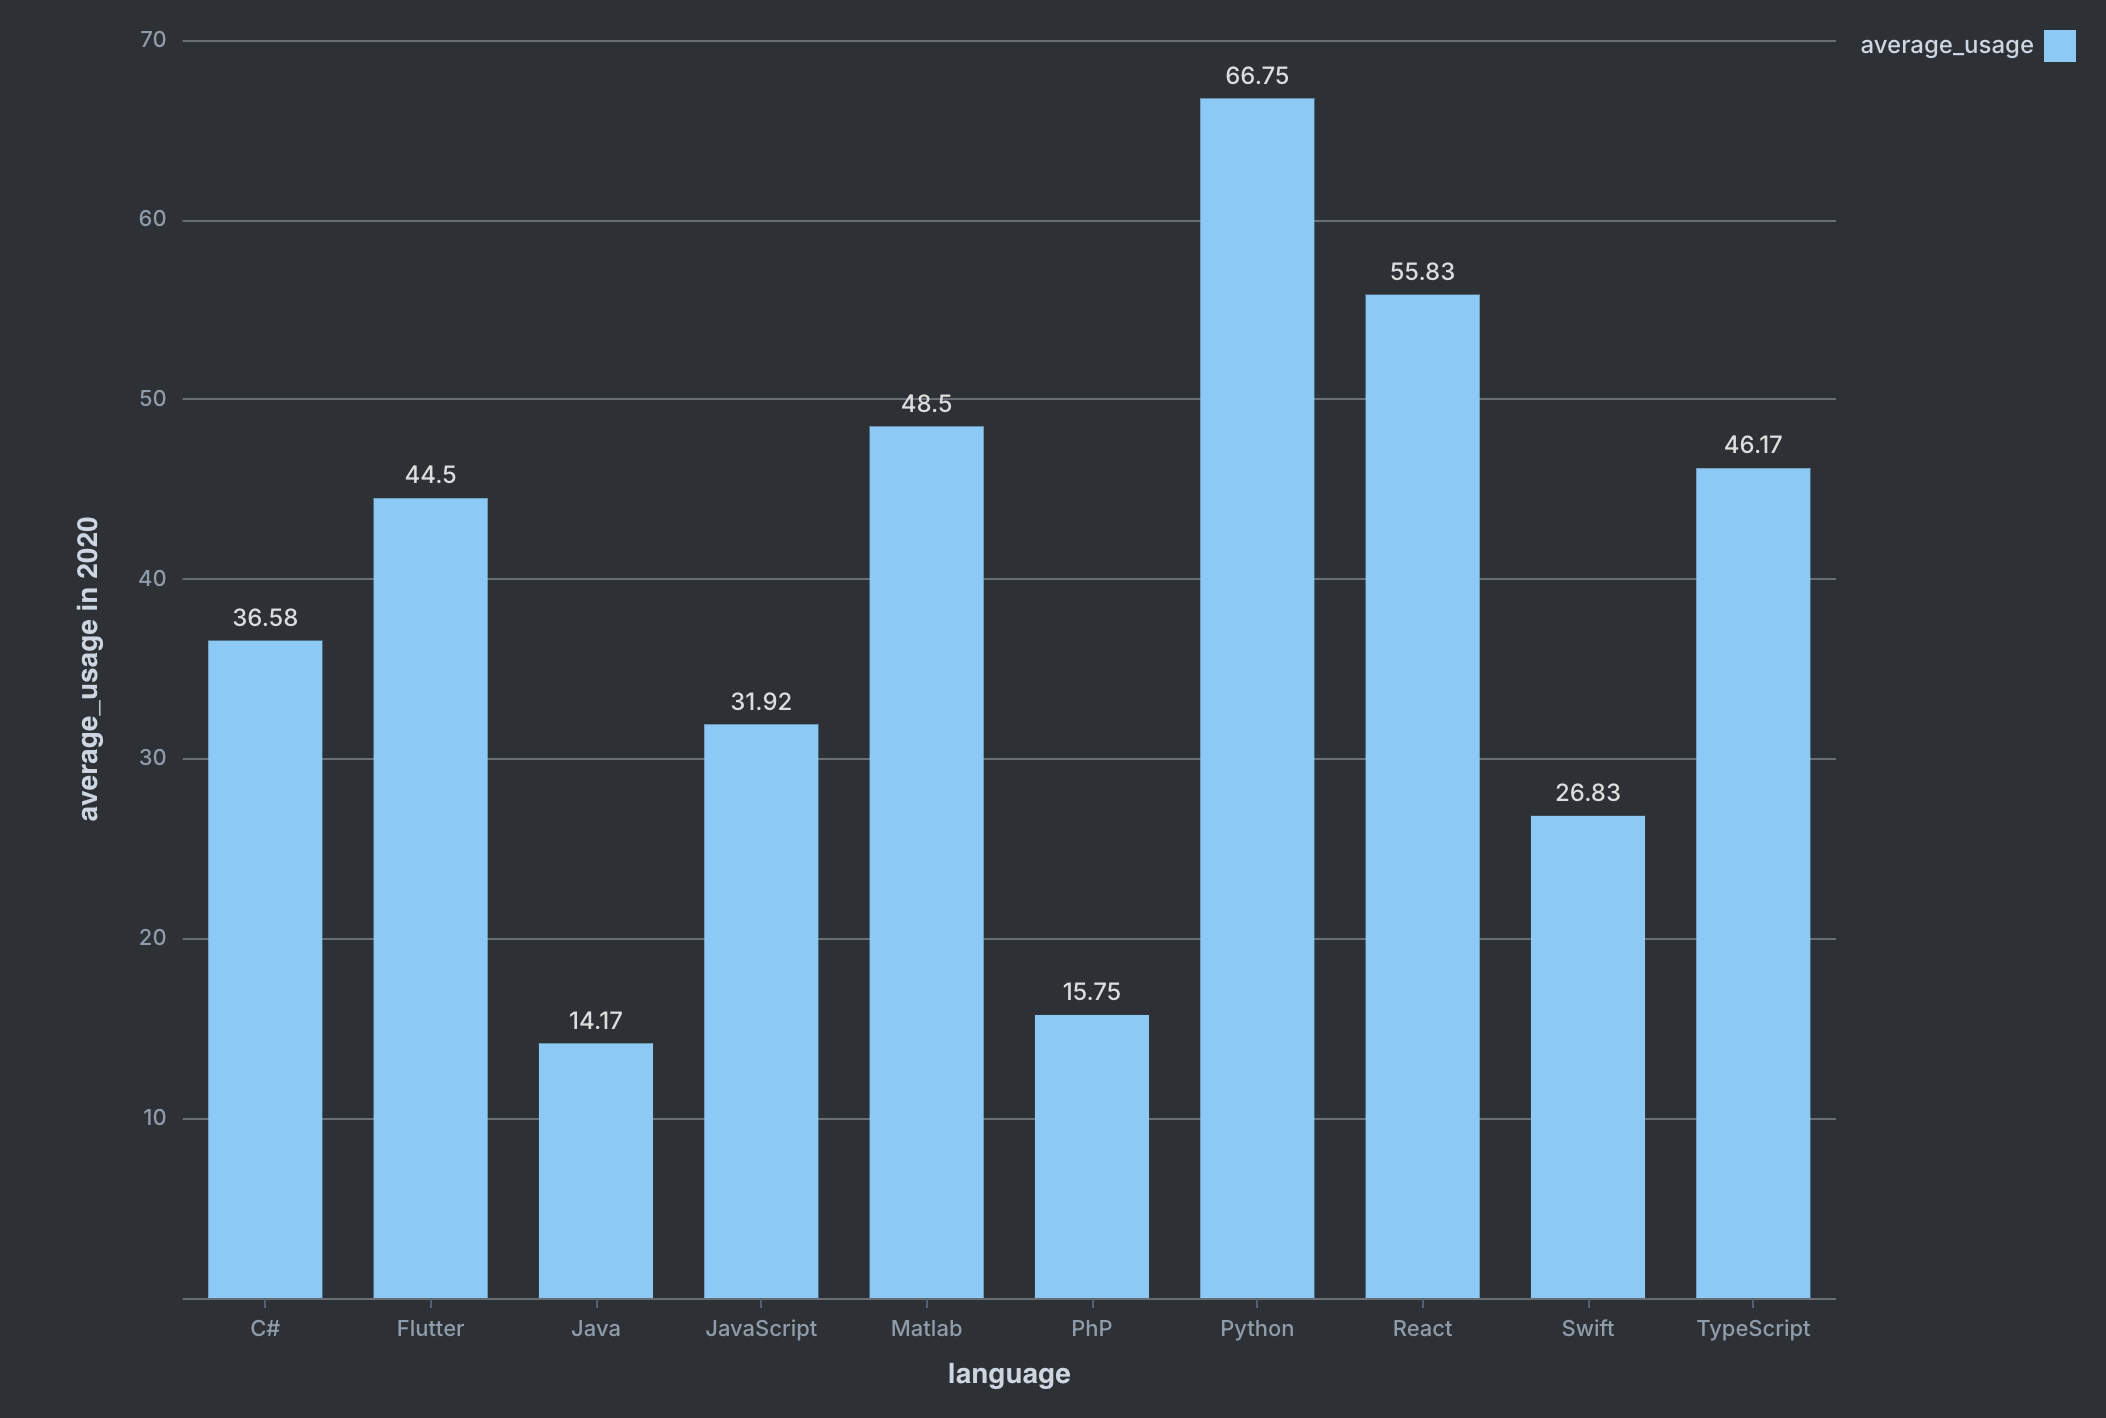 average_usage
70
60
50
40
30
20
10
average_usage in 2020
36.58
44.5
14.17
31.92
48.5
15.75
66.75
55.83
26.83
46.17
C#
Flutter
Java
JavaScript
Matlab
PhP
Python
React
Swift
TypeScript
language